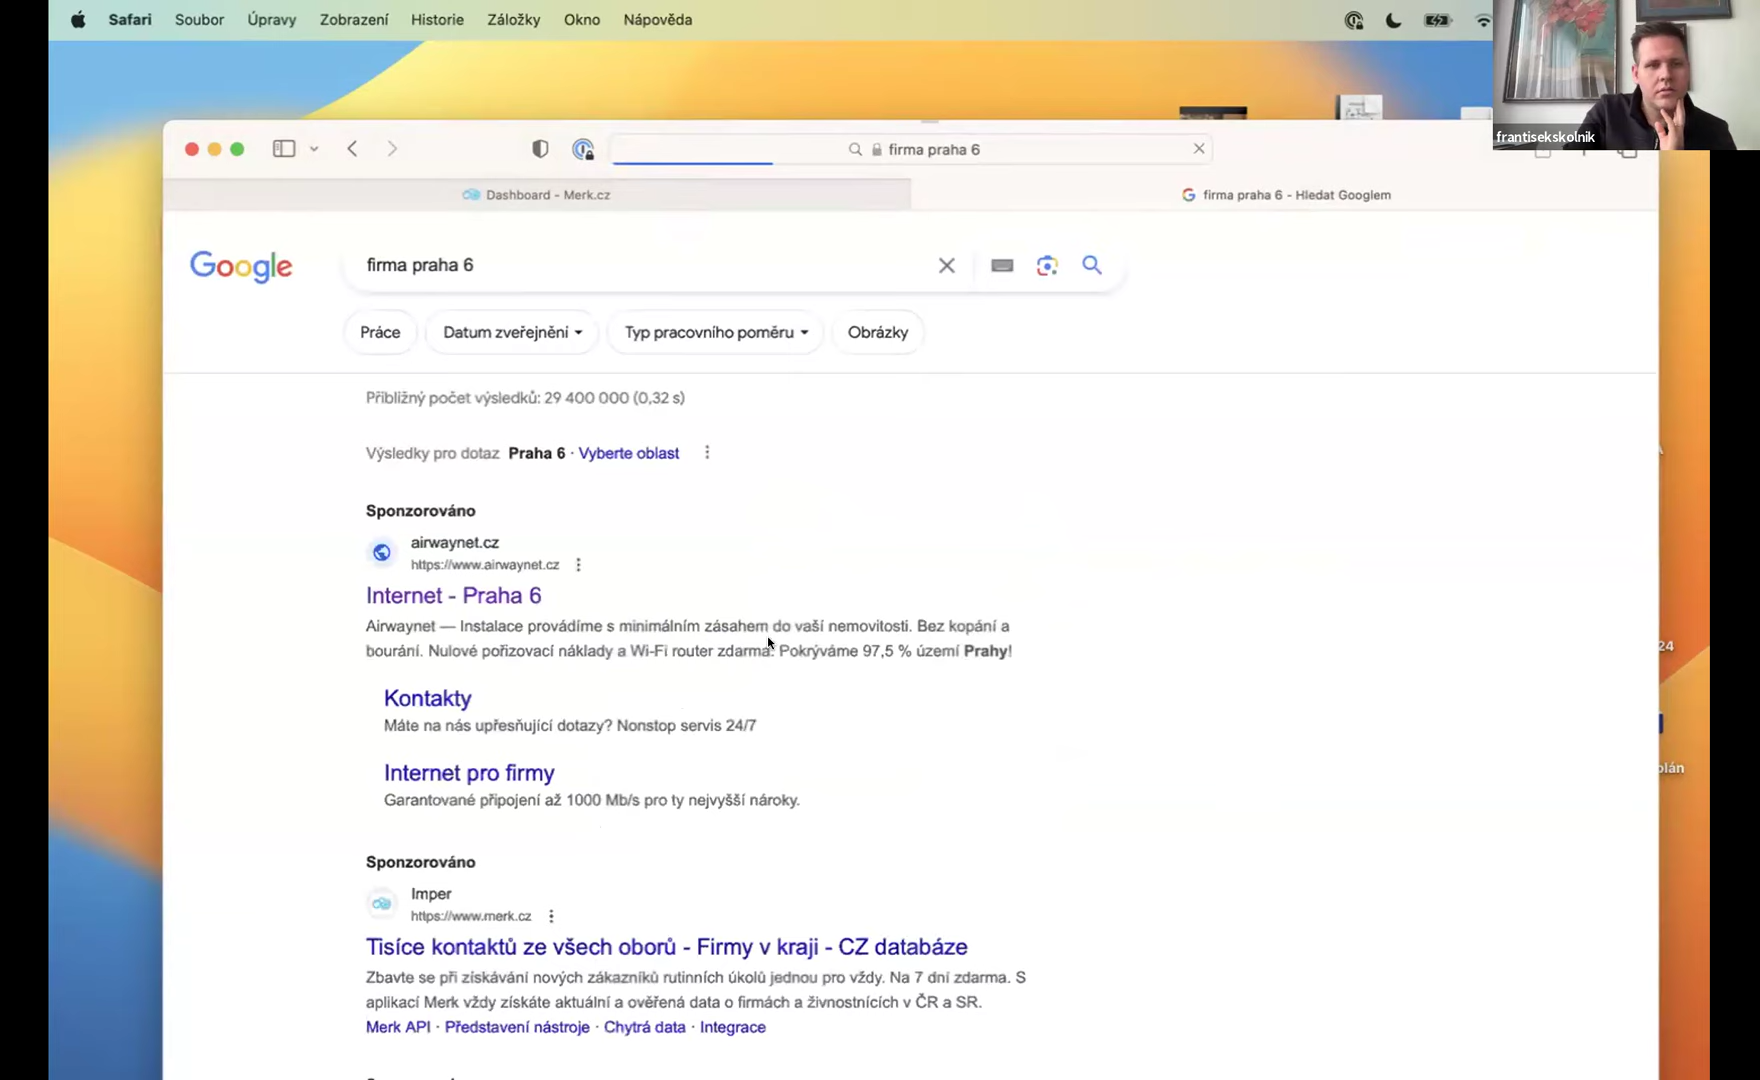 Safari Soubor Úpravy Zobrazení Historie Záložky Okno Nápověda
frantisekskolnik
firma praha 6
Dashboard – Merk.cz
firma praha 6 - Hledat Googlem
Google
firma praha 6
Práce
Datum zveřejnění
Typ pracovního poměru
Obrázky
Přibližný počet výsledků: 29 400 000 (0,32 s)
Výsledky pro dotaz Praha 6 · Vyberte oblast
Sponzorováno
airwaynet.cz
https://www.airwaynet.cz
Internet - Praha 6
Airwaynet — Instalace provádíme s minimálním zásahem do vaší nemovitosti. Bez kopání a
bourání. Nulové pořizovací náklady a Wi-Fi router zdarma. Pokrýváme 97,5 % území Prahy!
Kontakty
Máte na nás upřesňující dotazy? Nonstop servis 24/7
Internet pro firmy
Garantované připojení až 1000 Mb/s pro ty nejvyšší nároky.
Sponzorováno
Imper
https://www.merk.cz
Tisíce kontaktů ze všech oborů - Firmy v kraji - CZ databáze
Zbavte se při získávání nových zákazníků rutinních úkolů jednou pro vždy. Na 7 dní zdarma. S
aplikací Merk vždy získáte aktuální a ověřená data o firmách a živnostnících v ČR a SR.
Merk API · Představení nástroje · Chytrá data · Integrace
24